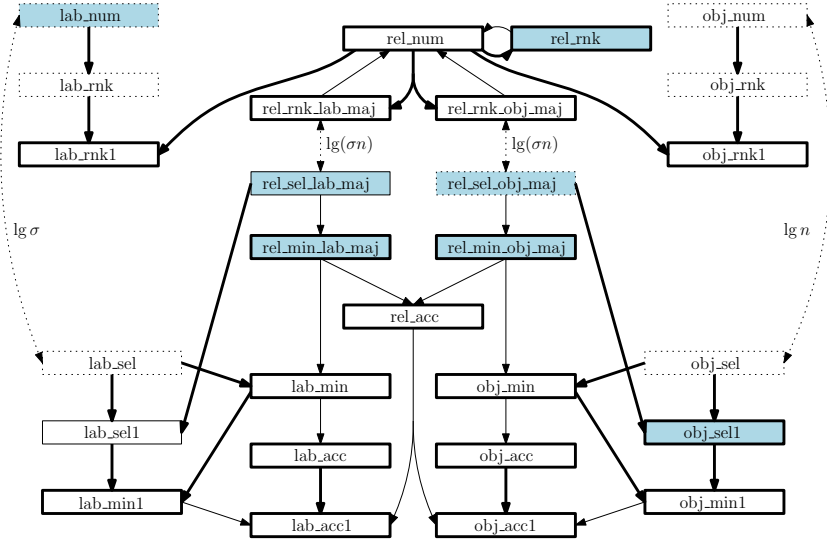 lab_num
obj_num
rel_num
rel_rnk
lab_rnk
obj_rnk
rel_rnk_lab_maj
rel_rnk_obj_maj
lg(σn)
lg(σn)
lab_rnk1
obj_rnk1
rel_sel_lab_maj
rel_sel_obj_maj
lg σ
lg n
rel_min_lab_maj
rel_min_obj_maj
rel_acc
lab_sel
obj_sel
lab_min
obj_min
lab_sel1
obj_sel1
lab_acc
obj_acc
lab_min1
obj_min1
lab_acc1
obj_acc1